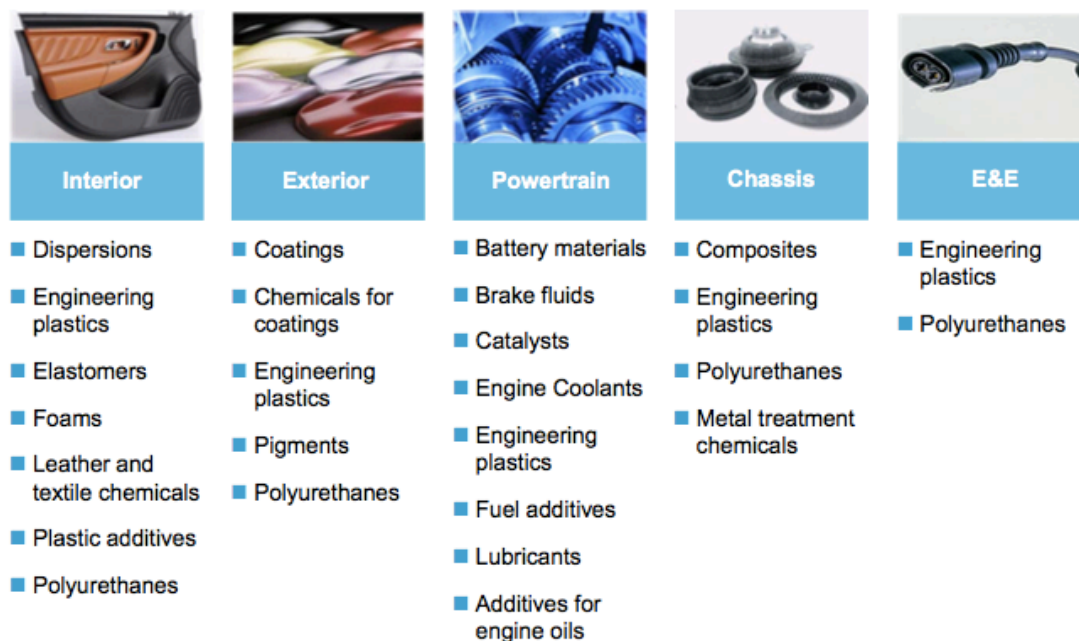 Interior
Dispersions
Engineering
plastics
Elastomers
Foams
Leather and
textile chemicals
Plastic additives
Polyurethanes
Exterior
Coatings
Chemicals for
coatings
Engineering
plastics
Pigments
Polyurethanes
Powertrain
Battery materials
Brake fluids
Catalysts
Engine Coolants
Engineering
plastics
Fuel additives
Lubricants
Additives for
engine oils
Chassis
Composites
Engineering
plastics
Polyurethanes
Metal treatment
chemicals
E&E
Engineering
plastics
Polyurethanes